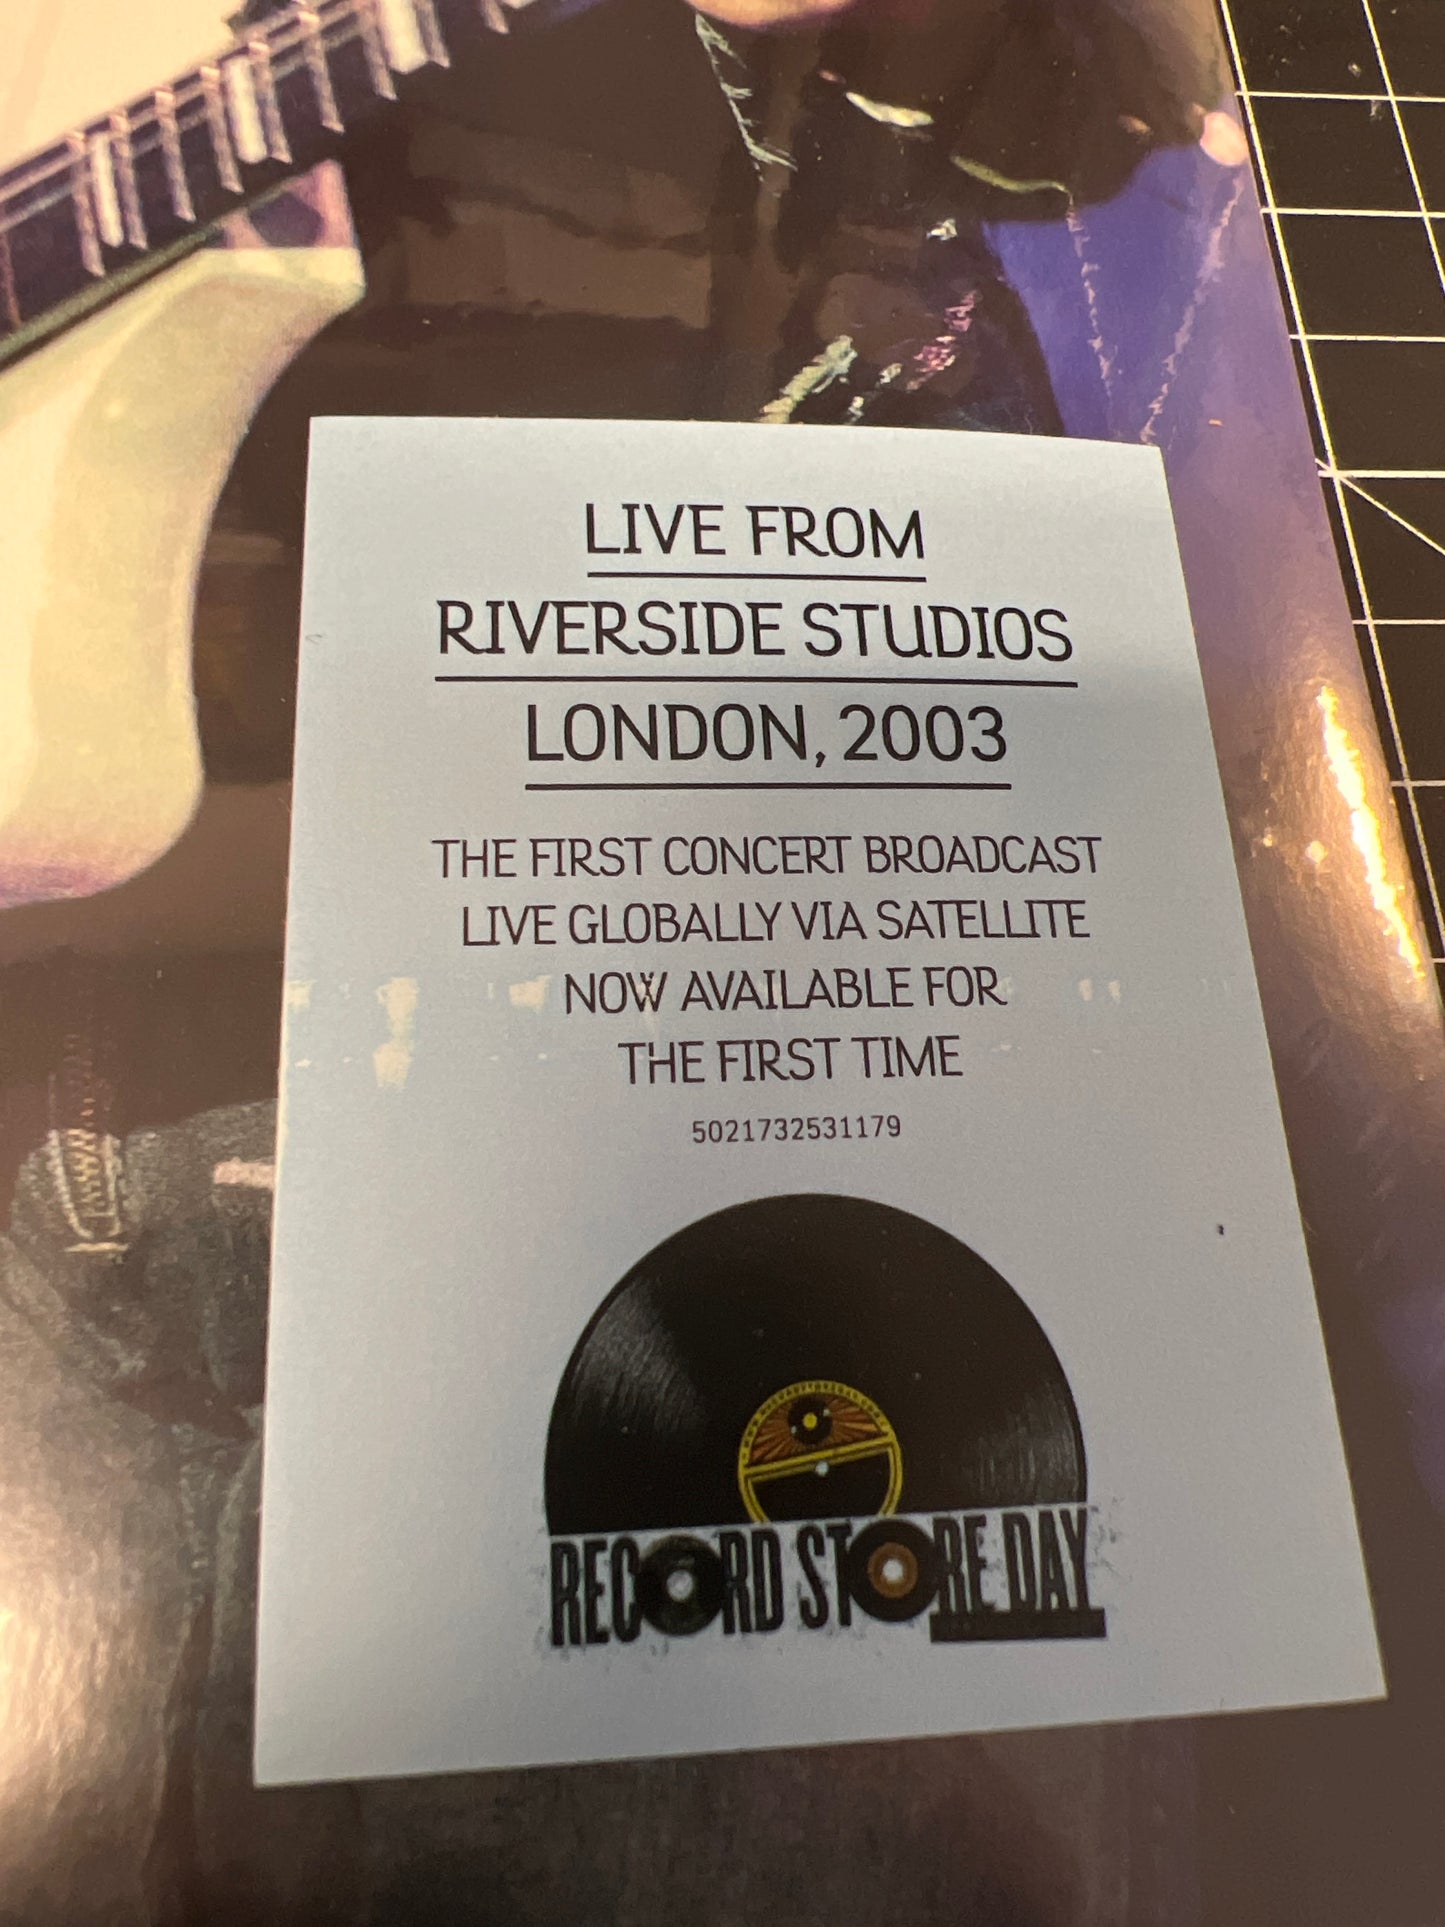 LIVE FROM
RIVERSIDE STUDIOS
LONDON, 2003
THE FIRST CONCERT BROADCAST
LIVE GLOBALLY VIA SATELLITE
NOW AVAILABLE FOR
THE FIRST TIME
5021732531179
RECORD STORE DAY